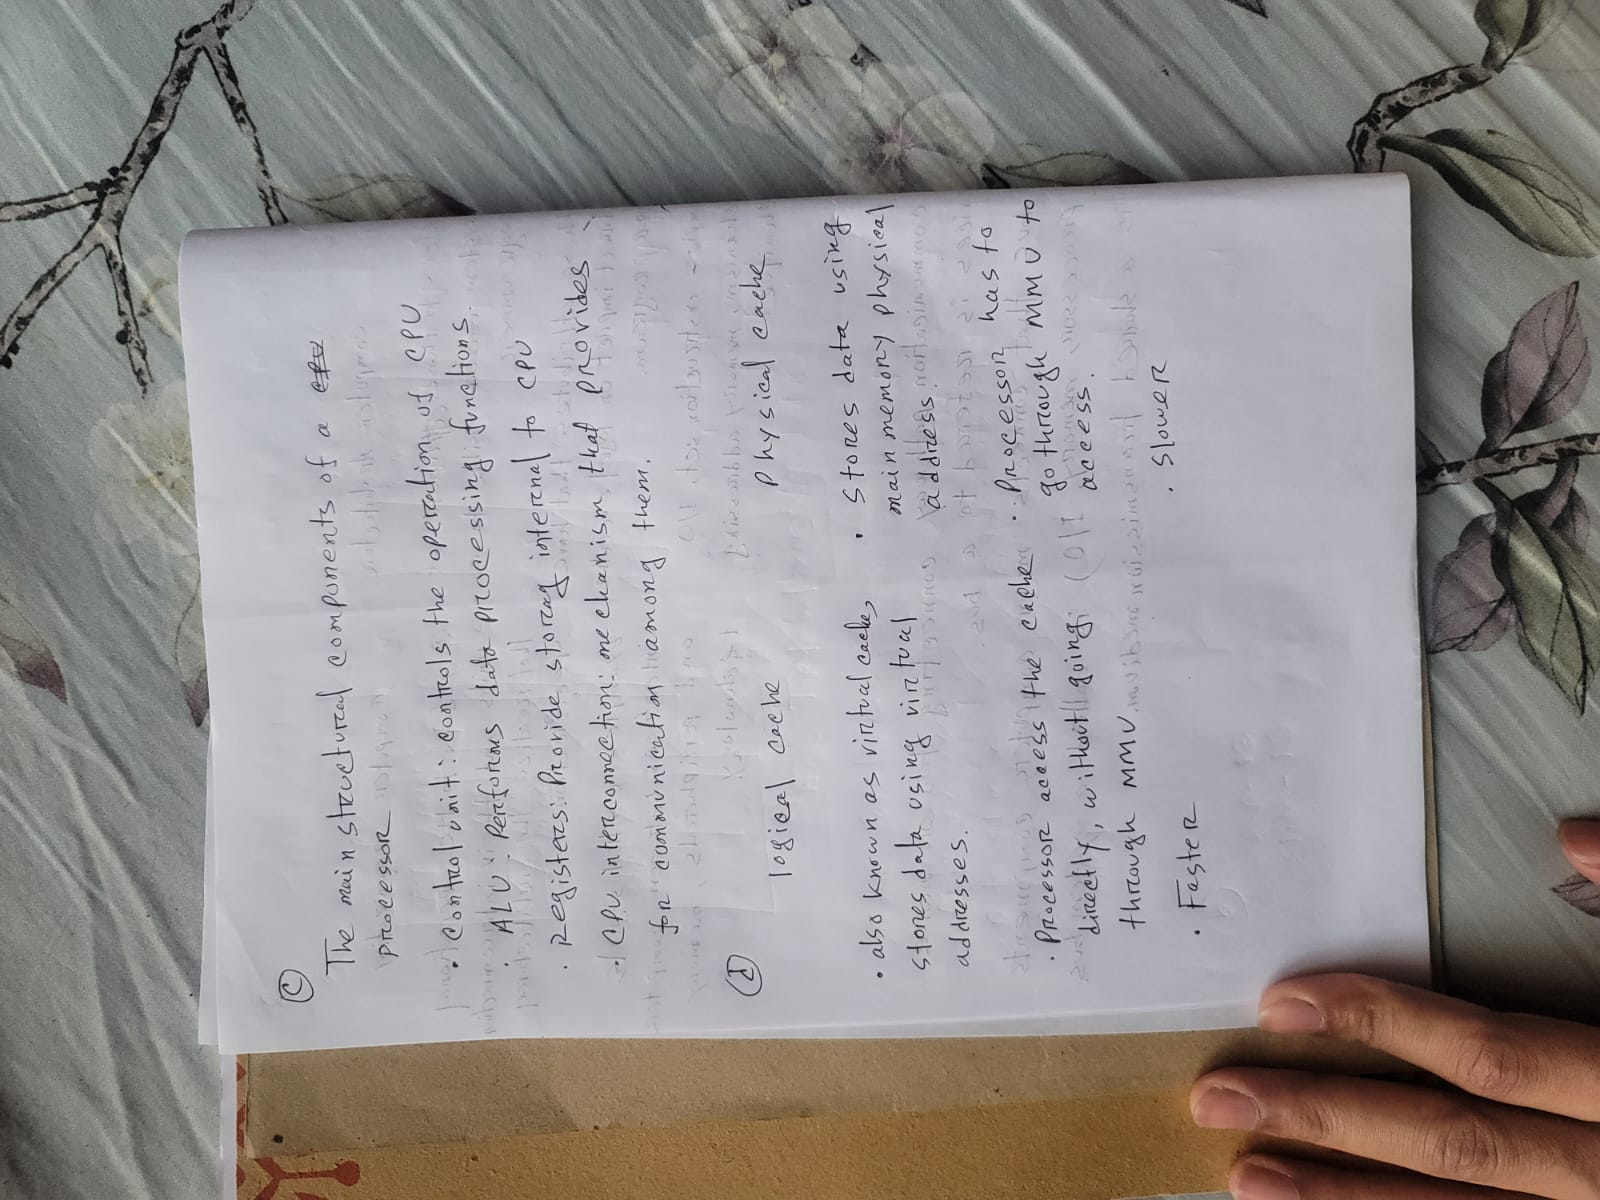 (C)
The main structural components of a
processor
• control unit: controls the operation of CPU
• ALU: Performs data processing functions.
• Registers: Provide storag internal to CPU
• CPU interconnection: mechanism that provides
for communication among them.
(d)
logical cache
• also known as virtual cache,
stores data using virtual
addresses.
• Processor access the cache
directly, without going
through MMU
• Faster
physical cache
• stores data using
main memory physical
address.
• Processor has to
go through MMU to
access.
• slower